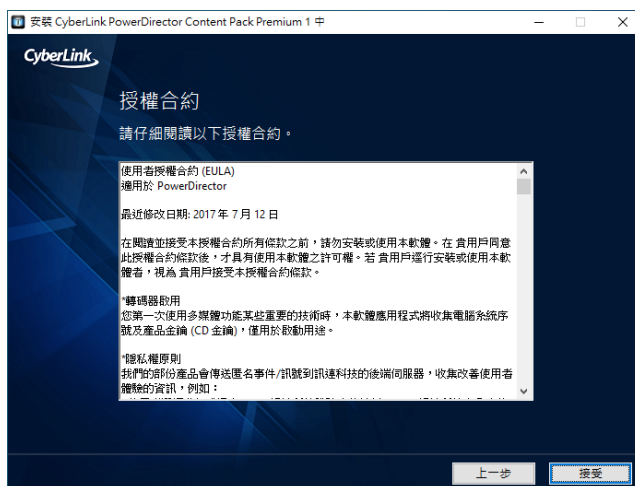 安裝 CyberLink PowerDirector Content Pack Premium 1 中
CyberLink
授權合約
請仔細閱讀以下授權合約。
使用者授權合約 (EULA)
適用於 PowerDirector
最近修改日期: 2017 年 7 月 12 日
在閱讀並接受本授權合約所有條款之前，請勿安裝或使用本軟體。在 貴用戶同意
此授權合約條款後，才具有使用本軟體之許可權。若 貴用戶逕行安裝或使用本軟
體者，視為 貴用戶接受本授權合約條款。
*轉碼器啟用
您第一次使用多媒體功能某些重要的技術時，本軟體應用程式將收集電腦系統序
號及產品金鑰 (CD 金鑰)，僅用於啟動用途。
*隱私權原則
我們的部份產品會傳送匿名事件/訊號到訊連科技的後端伺服器，收集改善使用者
體驗的資訊，例如：
上一步
接受